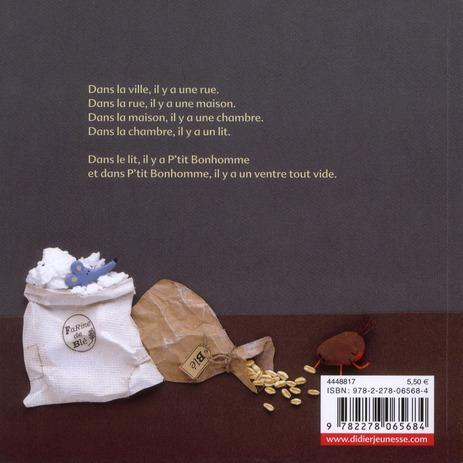 Dans la ville, il y a une rue.
Dans la rue, il y a une maison.
Dans la maison, il y a une chambre.
Dans la chambre, il y a un lit.
Dans le lit, il y a P'tit Bonhomme
et dans P'tit Bonhomme, il y a un ventre tout vide.
FaRine
de
Blé
Blé
4448817 5,50 €
ISBN: 978-2-278-06568-4
9 782278 065684
www.didierjeunesse.com